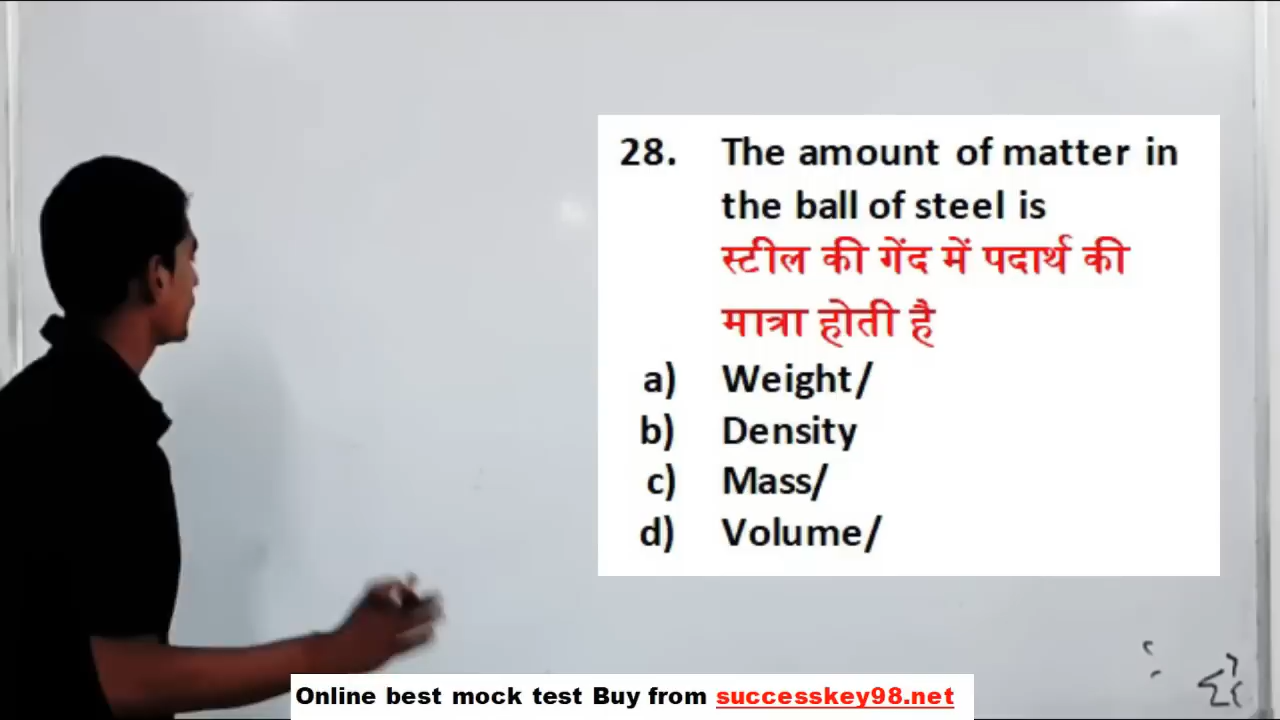 28. The amount of matter in
the ball of steel is
स्टील की गेंद में पदार्थ की
मात्रा होती है
a) Weight/
b) Density
c) Mass/
d) Volume/
Online best mock test Buy from successkey98.net